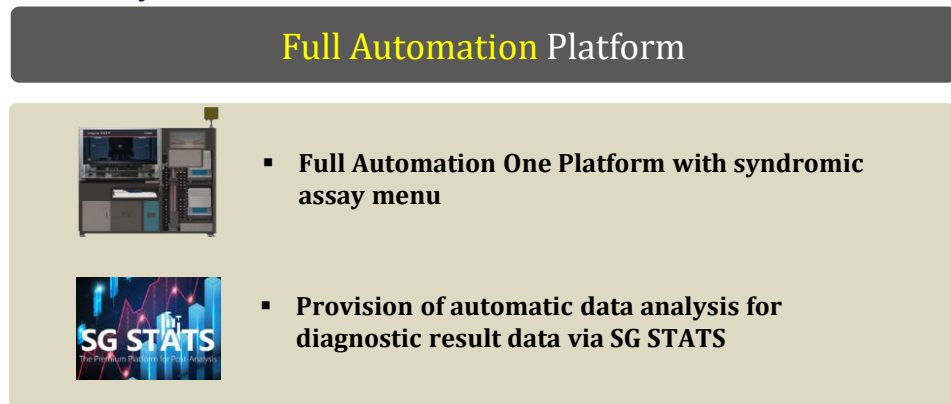 Full Automation Platform
Full Automation One Platform with syndromic
assay menu
SG STATS
The Premium Platform for Post-Analysis
Provision of automatic data analysis for
diagnostic result data via SG STATS